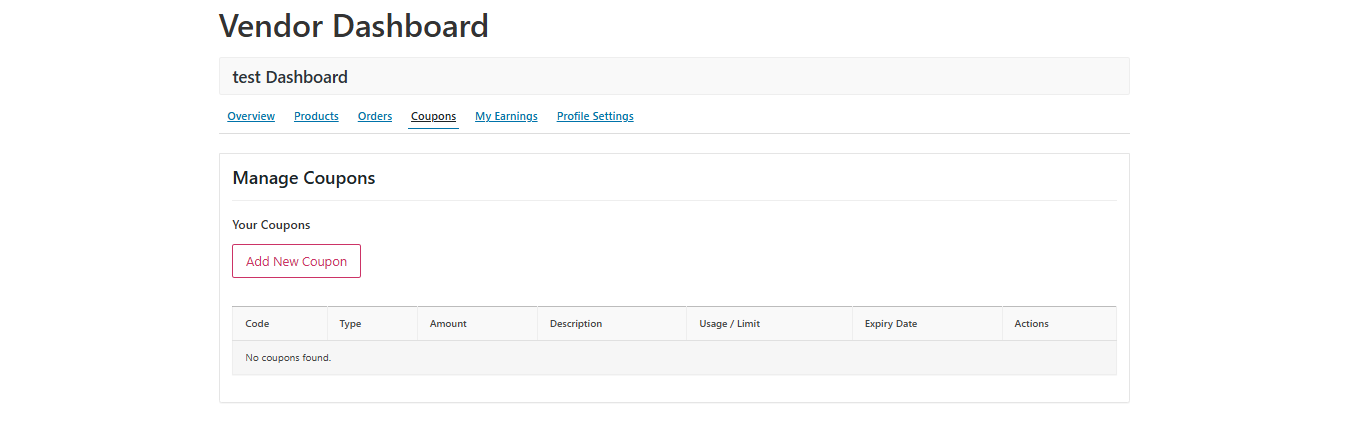 Vendor Dashboard
test Dashboard
Overview Products Orders Coupons My Earnings Profile Settings
Manage Coupons
Your Coupons
Add New Coupon
Code Type Amount Description Usage / Limit Expiry Date Actions
No coupons found.